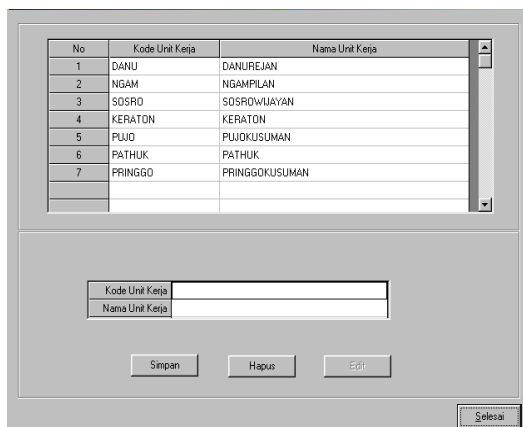 No Kode Unit Kerja Nama Unit Kerja
1 DANU DANUREJAN
2 NGAM NGAMPILAN
3 SOSRO SOSROWIJAYAN
4 KERATON KERATON
5 PUJO PUJOKUSUMAN
6 PATHUK PATHUK
7 PRINGGO PRINGGOKUSUMAN
Kode Unit Kerja
Nama Unit Kerja
Simpan Hapus Edit
Selesai